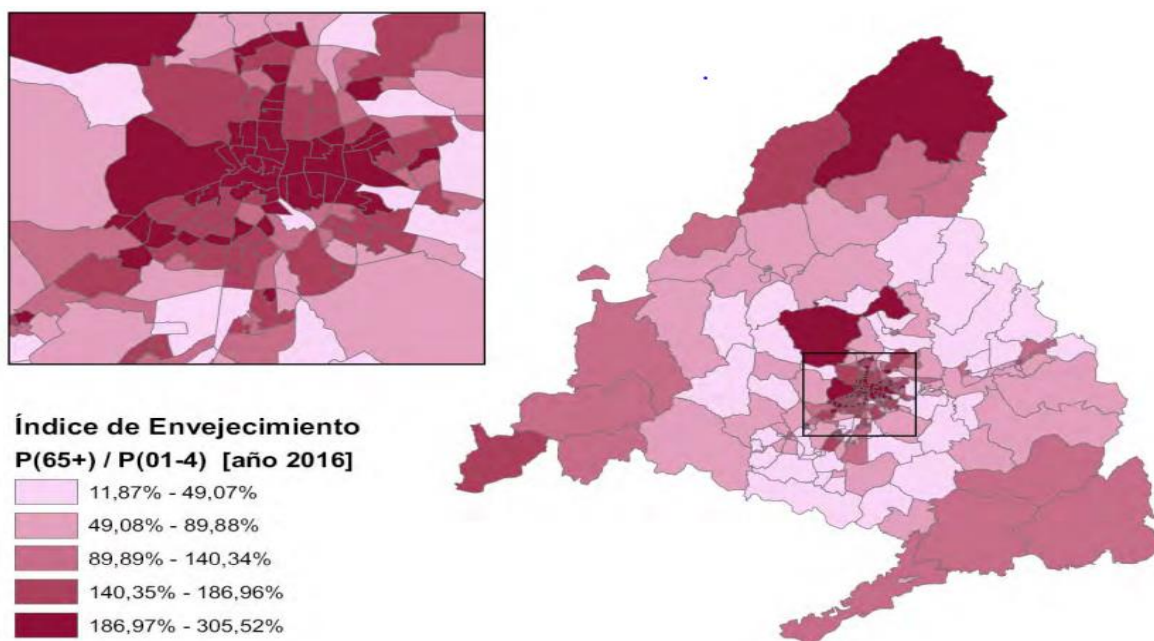 Índice de Envejecimiento
P(65+) / P(01-4) [año 2016]
11,87% - 49,07%
49,08% - 89,88%
89,89% - 140,34%
140,35% - 186,96%
186,97% - 305,52%